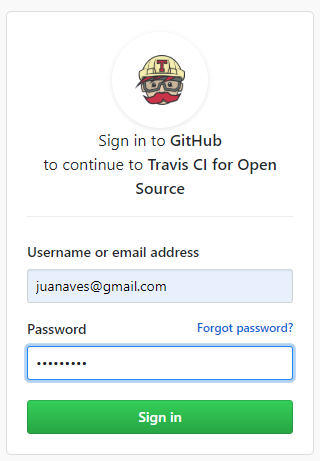 T
Sign in to GitHub
to continue to Travis CI for Open
Source
Username or email address
juanaves@gmail.com
Password Forgot password?
•••••••••
Sign in